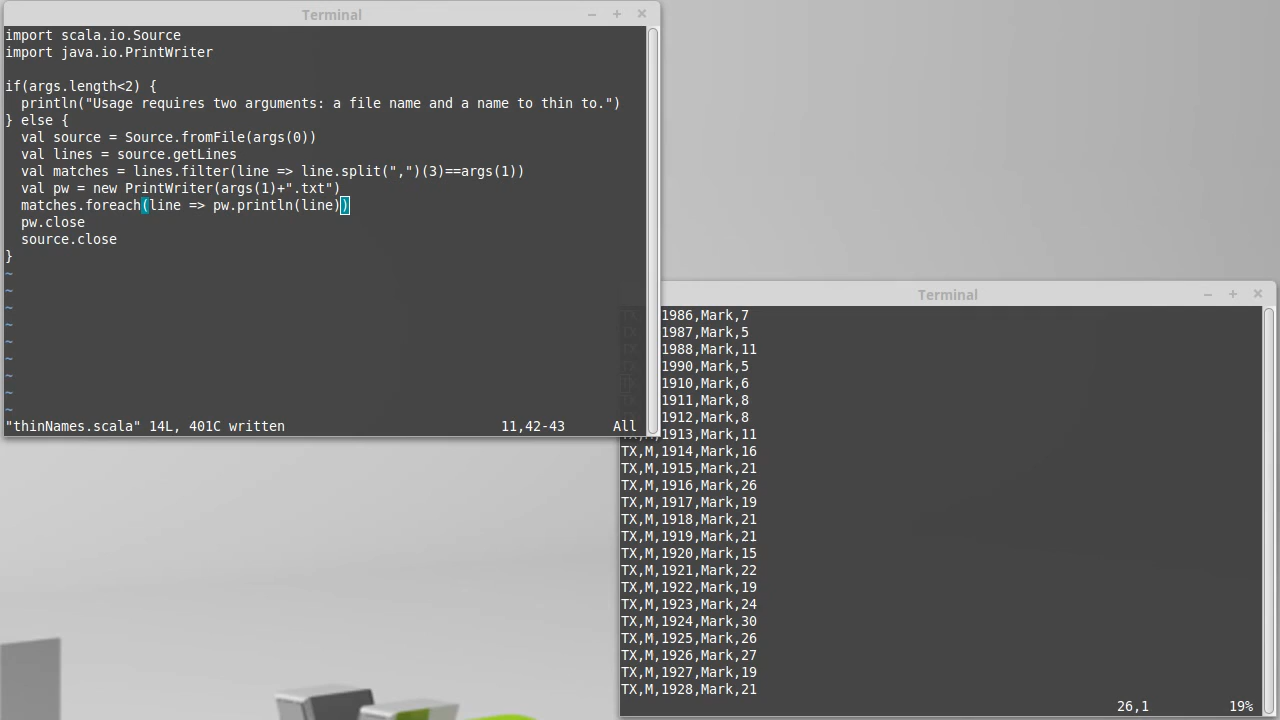 Terminal
import scala.io.Source
import java.io.PrintWriter
if(args.length<2) {
  println("Usage requires two arguments: a file name and a name to thin to.")
} else {
  val source = Source.fromFile(args(0))
  val lines = source.getLines
  val matches = lines.filter(line => line.split(",")(3)==args(1))
  val pw = new PrintWriter(args(1)+".txt")
  matches.foreach(line => pw.println(line))
  pw.close
  source.close
}
~
~
~
~
~
~
~
~
~
"thinNames.scala" 14L, 401C written 11,42-43 All
Terminal
1986,Mark,7
1987,Mark,5
1988,Mark,11
1990,Mark,5
1910,Mark,6
1911,Mark,8
1912,Mark,8
1913,Mark,11
TX,M,1914,Mark,16
TX,M,1915,Mark,21
TX,M,1916,Mark,26
TX,M,1917,Mark,19
TX,M,1918,Mark,21
TX,M,1919,Mark,21
TX,M,1920,Mark,15
TX,M,1921,Mark,22
TX,M,1922,Mark,19
TX,M,1923,Mark,24
TX,M,1924,Mark,30
TX,M,1925,Mark,26
TX,M,1926,Mark,27
TX,M,1927,Mark,19
TX,M,1928,Mark,21
26,1 19%